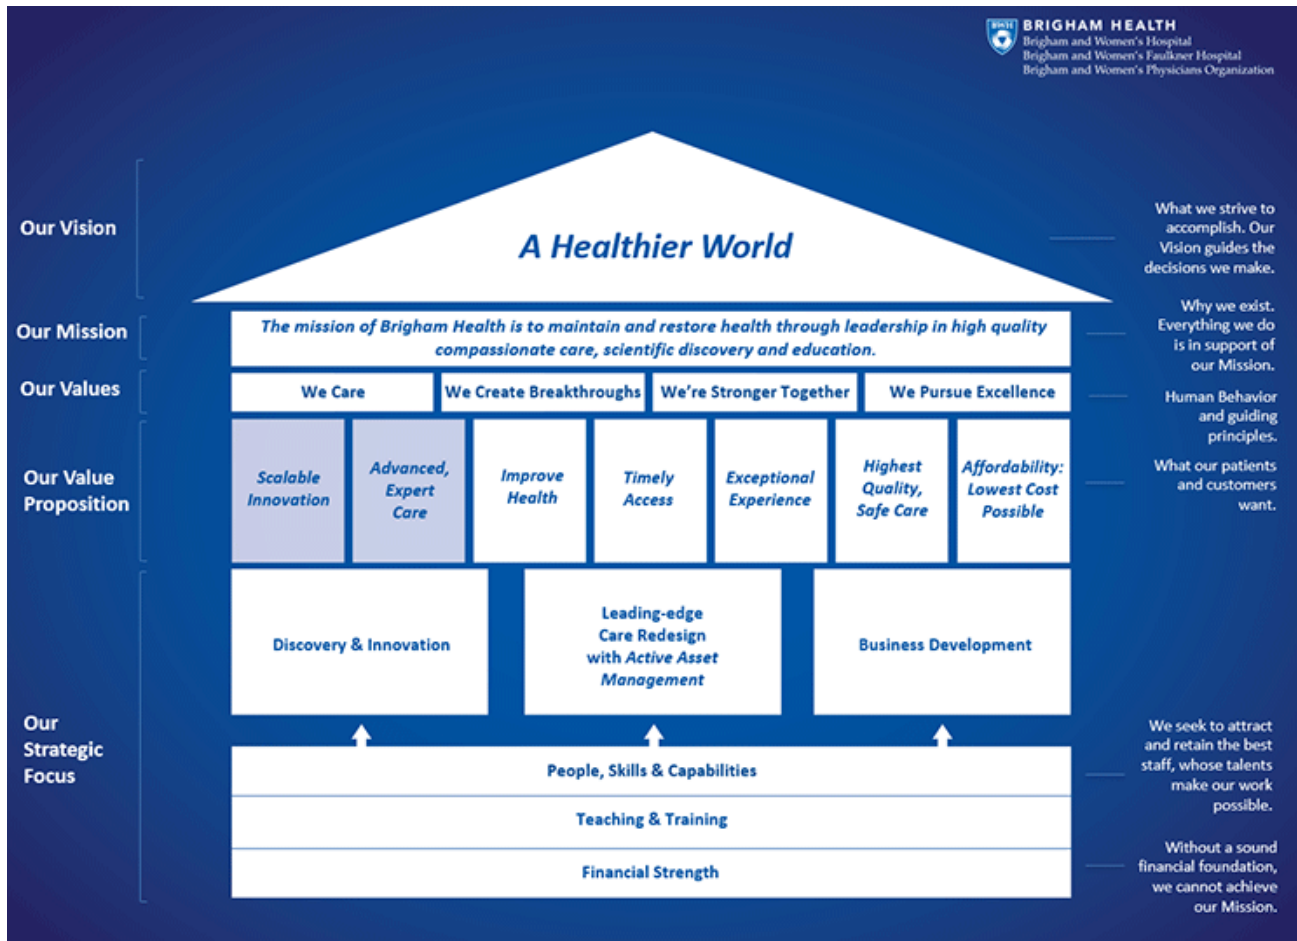 BWH
BRIGHAM HEALTH
Brigham and Women's Hospital
Brigham and Women's Faulkner Hospital
Brigham and Women's Physicians Organization
Our Vision
A Healthier World
What we strive to
accomplish. Our
Vision guides the
decisions we make.
Our Mission
The mission of Brigham Health is to maintain and restore health through leadership in high quality
compassionate care, scientific discovery and education.
Why we exist.
Everything we do
is in support of
our Mission.
Our Values
We Care
We Create Breakthroughs
We're Stronger Together
We Pursue Excellence
Human Behavior
and guiding
principles.
Our Value
Proposition
Scalable
Innovation
Advanced,
Expert
Care
Improve
Health
Timely
Access
Exceptional
Experience
Highest
Quality,
Safe Care
Affordability:
Lowest Cost
Possible
What our patients
and customers
want.
Our
Strategic
Focus
Discovery & Innovation
Leading-edge
Care Redesign
with Active Asset
Management
Business Development
People, Skills & Capabilities
We seek to attract
and retain the best
staff, whose talents
make our work
possible.
Teaching & Training
Financial Strength
Without a sound
financial foundation,
we cannot achieve
our Mission.